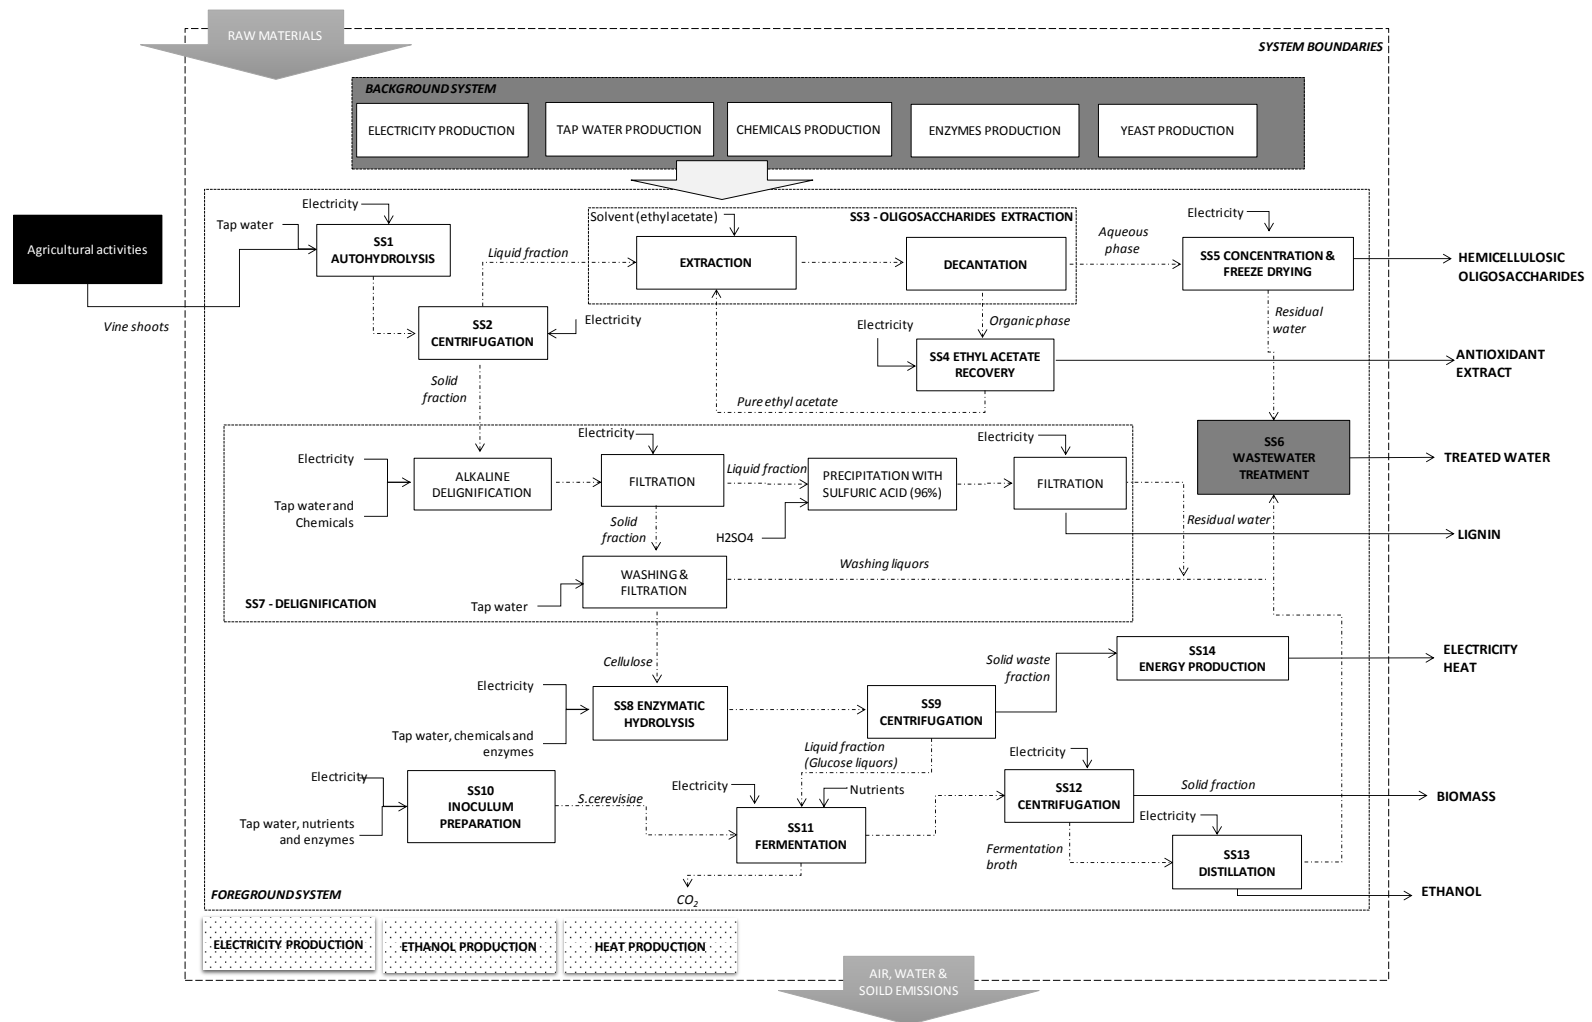 RAW MATERIALS
SYSTEM BOUNDARIES
BACKGROUND SYSTEM
ELECTRICITY PRODUCTION
TAP WATER PRODUCTION
CHEMICALS PRODUCTION
ENZYMES PRODUCTION
YEAST PRODUCTION
Agricultural activities
Vine shoots
Electricity
Tap water
SS1
AUTOHYDROLYSIS
Liquid fraction
SS2
CENTRIFUGATION
Electricity
Solid
fraction
Solvent (ethyl acetate)
SS3 - OLIGOSACCHARIDES EXTRACTION
EXTRACTION
DECANTATION
Aqueous
phase
Electricity
SS5 CONCENTRATION &
FREEZE DRYING
HEMICELLULOSIC
OLIGOSACCHARIDES
Organic phase
Electricity
SS4 ETHYL ACETATE
RECOVERY
Pure ethyl acetate
Residual
water
ANTIOXIDANT
EXTRACT
SS6
WASTEWATER
TREATMENT
TREATED WATER
Electricity
Tap water and
Chemicals
ALKALINE
DELIGNIFICATION
Electricity
FILTRATION
Liquid fraction
PRECIPITATION WITH
SULFURIC ACID (96%)
H2SO4
Electricity
FILTRATION
Residual water
LIGNIN
Solid
fraction
WASHING &
FILTRATION
Washing liquors
Tap water
SS7 - DELIGNIFICATION
Cellulose
Electricity
Tap water, chemicals and
enzymes
SS8 ENZYMATIC
HYDROLYSIS
SS9
CENTRIFUGATION
Solid waste
fraction
SS14
ENERGY PRODUCTION
ELECTRICITY
HEAT
Liquid fraction
(Glucose liquors)
Electricity
Tap water, nutrients
and enzymes
SS10
INOCULUM
PREPARATION
S.cerevisiae
Electricity
Nutrients
SS11
FERMENTATION
CO2
Electricity
SS12
CENTRIFUGATION
Solid fraction
BIOMASS
Fermentation
broth
Electricity
SS13
DISTILLATION
ETHANOL
FOREGROUND SYSTEM
ELECTRICITY PRODUCTION
ETHANOL PRODUCTION
HEAT PRODUCTION
AIR, WATER &
SOILD EMISSIONS